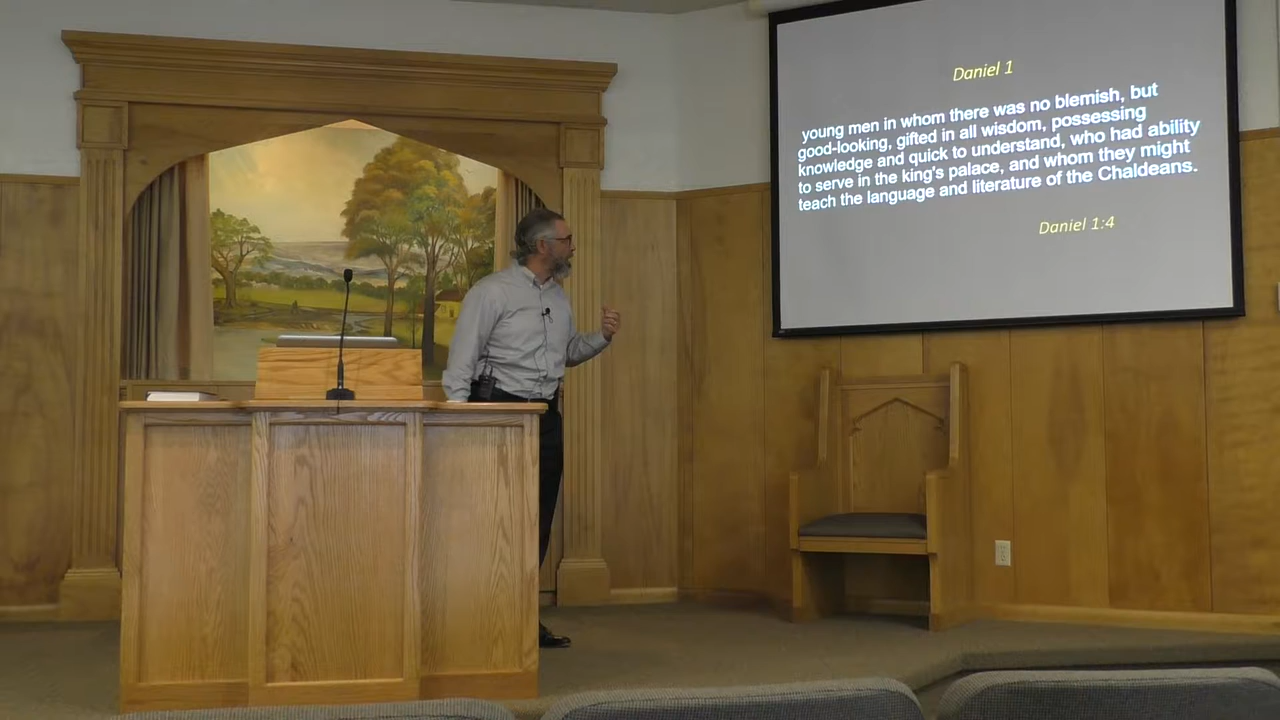 Daniel 1
young men in whom there was no blemish, but
good-looking, gifted in all wisdom, possessing
knowledge and quick to understand, who had ability
to serve in the king's palace, and whom they might
teach the language and literature of the Chaldeans.
Daniel 1:4